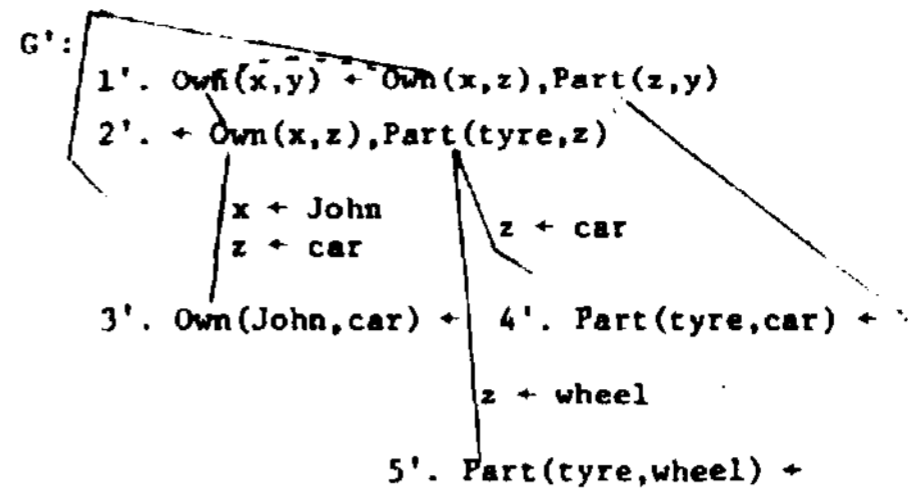 G':
1'. Own(x,y) ← Own(x,z),Part(z,y)
2'. ← Own(x,z),Part(tyre,z)
x ← John
z ← car
z ← car
3'. Own(John,car) ← 4'. Part(tyre,car) ←
z ← wheel
5'. Part(tyre,wheel) ←